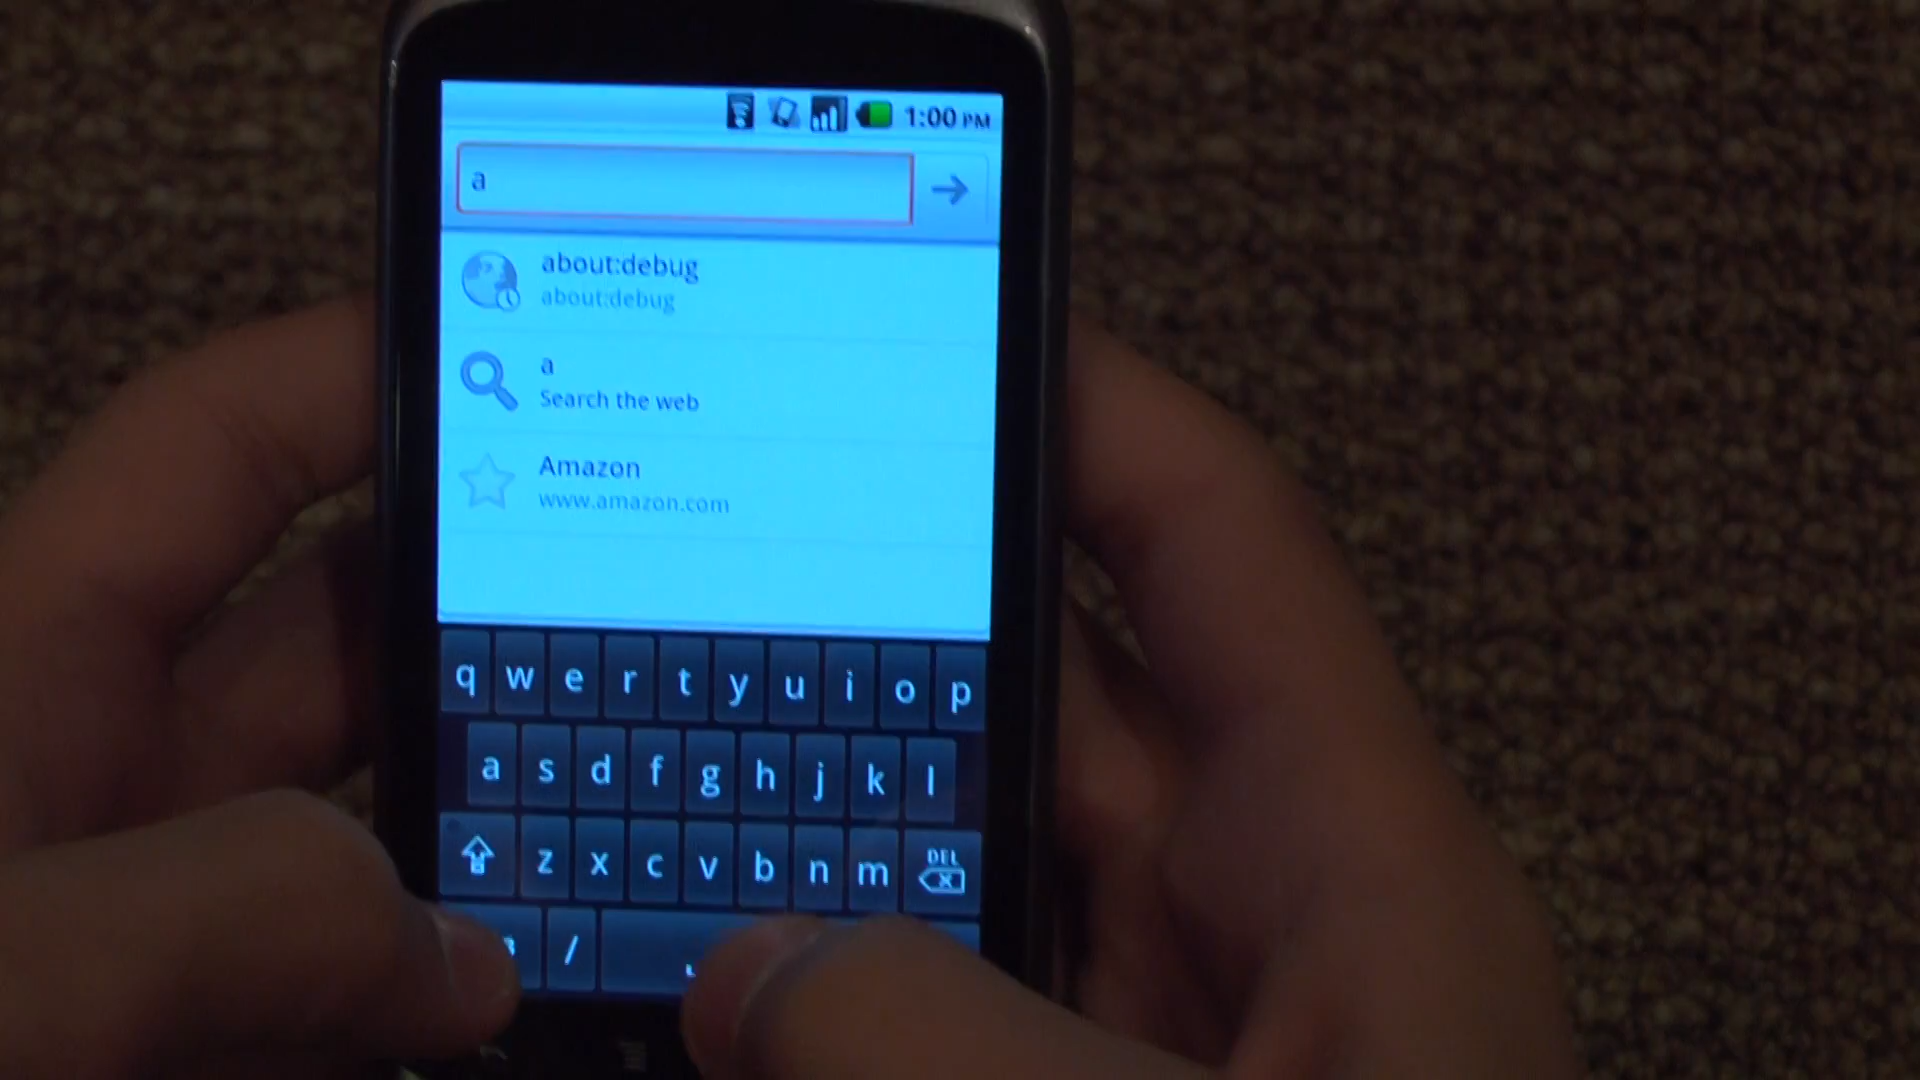 1:00 PM
a
about:debug
about:debug
a
Search the web
Amazon
www.amazon.com
q w e r t y u i o p
a s d f g h j k l
z x c v b n m DEL
/